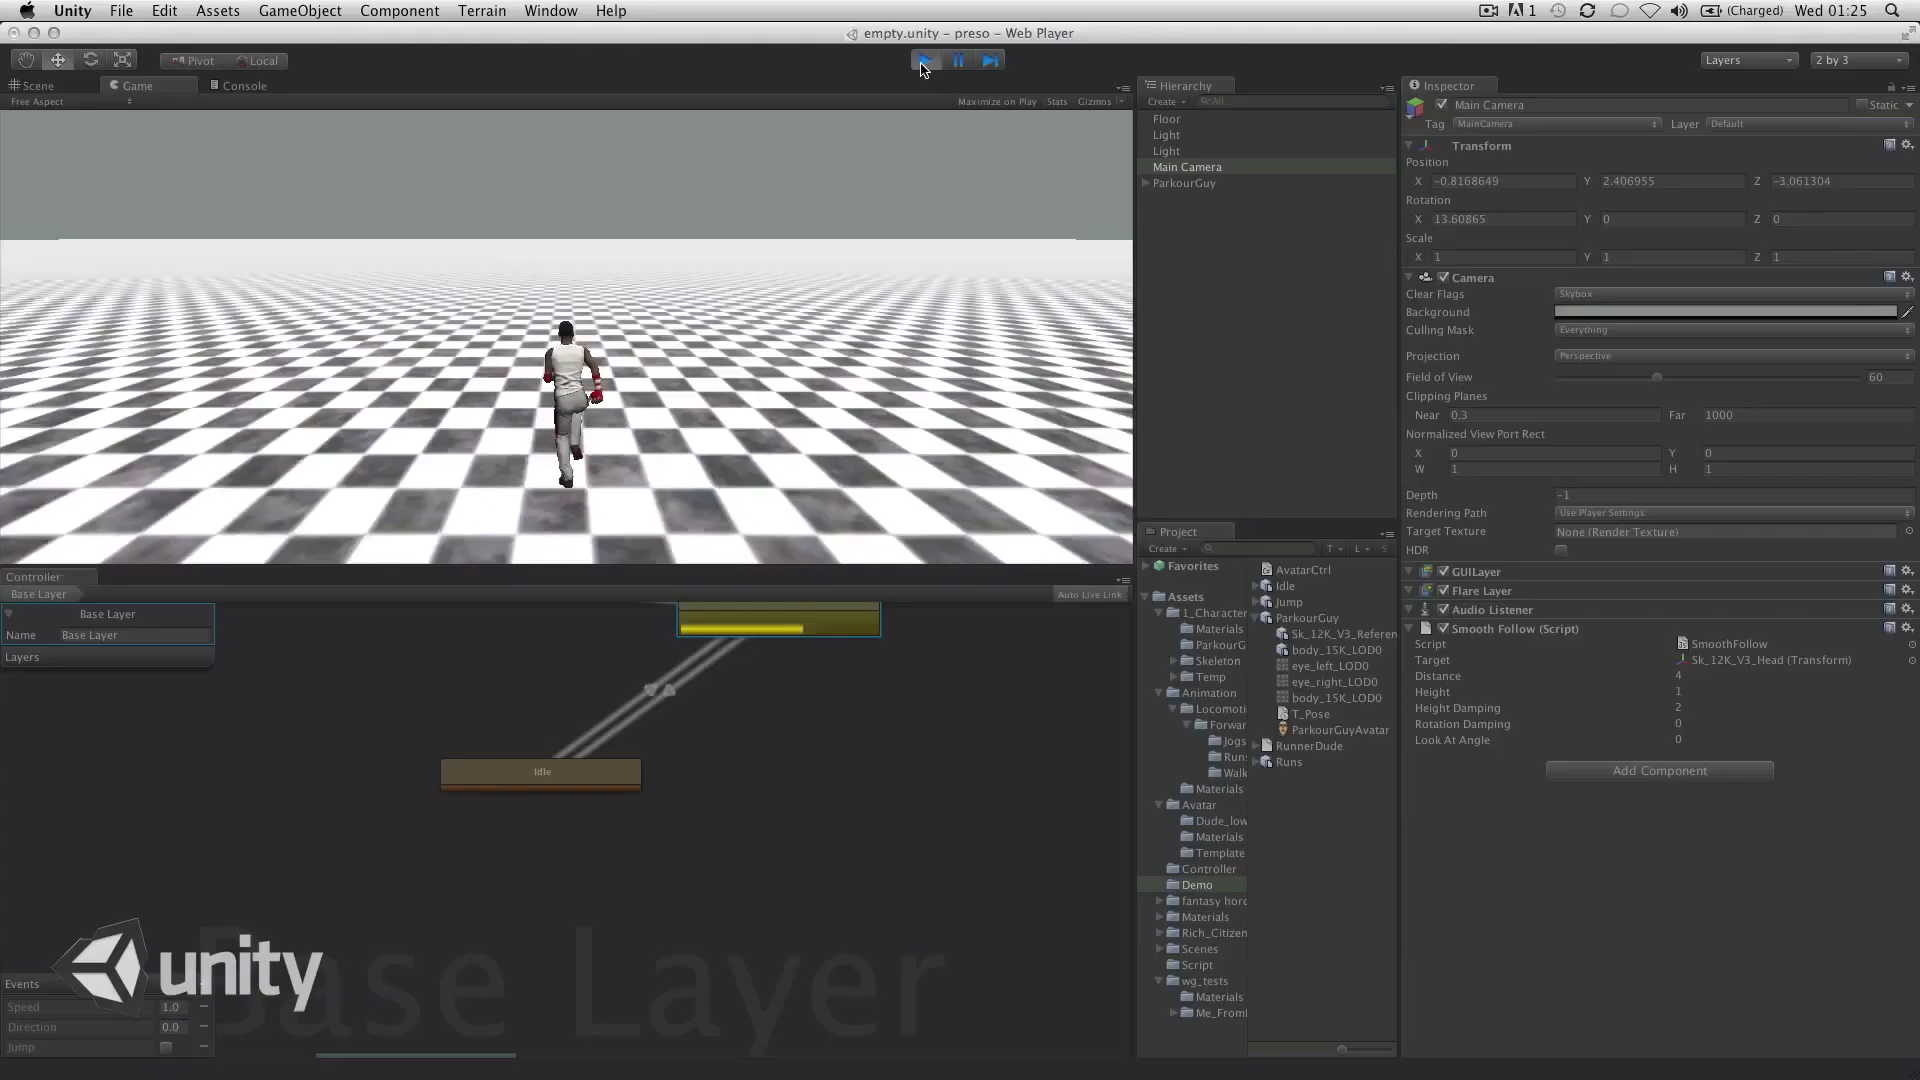 Unity File Edit Assets GameObject Component Terrain Window Help
1 (Charged) Wed 01:25
empty.unity - preso - Web Player
Pivot Local
Layers 2 by 3
Scene Game Console
Free Aspect
Maximize on Play Stats Gizmos
Hierarchy
Create All
Floor
Light
Light
Main Camera
ParkourGuy
Inspector
Main Camera Static
Tag MainCamera Layer Default
Transform
Position
X -0.8168649 Y 2.406955 Z -3.061304
Rotation
X 13.60865 Y 0 Z 0
Scale
X 1 Y 1 Z 1
Camera
Clear Flags Skybox
Background
Culling Mask Everything
Projection Perspective
Field of View 60
Clipping Planes
Near 0.3 Far 1000
Normalized View Port Rect
X 0 Y 0
W 1 H 1
Depth -1
Rendering Path Use Player Settings
Target Texture None (Render Texture)
HDR
GUILayer
Flare Layer
Audio Listener
Smooth Follow (Script)
Script SmoothFollow
Target Sk_12K_V3_Head (Transform)
Distance 4
Height 1
Height Damping 2
Rotation Damping 0
Look At Angle 0
Add Component
Project
Create T L S
Favorites
Assets
1_Character
Materials
ParkourG
Skeleton
Temp
Animation
Locomoti
Forwar
Jogs
Run
Walk
Materials
Avatar
Dude_low
Materials
Template
Controller
Demo
fantasy horc
Materials
Rich_Citizen
Scenes
Script
wg_tests
Materials
Me_From
AvatarCtrl
Idle
Jump
ParkourGuy
Sk_12K_V3_Referen
body_15K_LOD0
eye_left_LOD0
eye_right_LOD0
body_15K_LOD0
T_Pose
ParkourGuyAvatar
RunnerDude
Runs
Controller
Base Layer
Auto Live Link
Base Layer
Name Base Layer
Layers
Idle
Base Layer
unity
Events
Speed 1.0
Direction 0.0
Jump